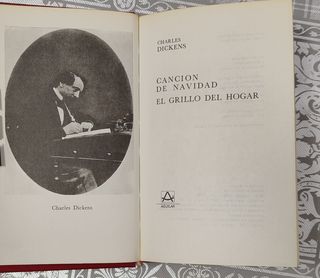 Charles Dickens
CHARLES
DICKENS
CANCION
DE NAVIDAD
EL GRILLO DEL HOGAR
A
AGUILAR